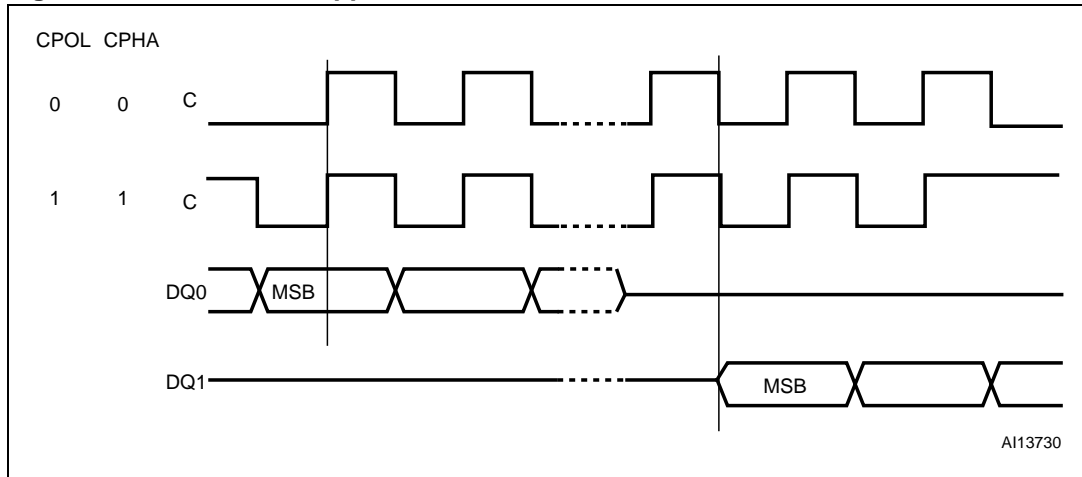 CPOL CPHA
0 0 C
1 1 C
DQ0 MSB
DQ1 MSB
AI13730